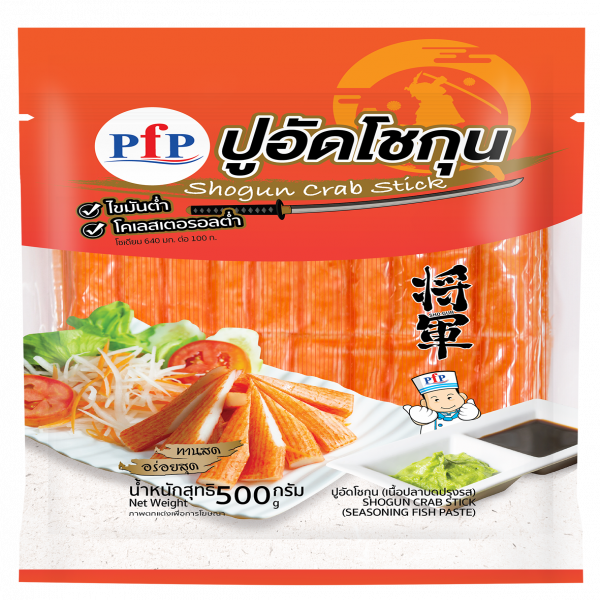 PfP
ปูอัดโชกุน
Shogun Crab Stick
ไขมันต่ำ
โคเลสเตอรอลต่ำ
โซเดียม 640 มก. ต่อ 100 ก.
将軍
SHOGUN
PfP
ทานสด
อร่อยสุด
น้ำหนักสุทธิ 500 กรัม
Net Weight g
ภาพตกแต่งเพื่อการโฆษณา
ปูอัดโชกุน (เนื้อปลาบดปรุงรส)
SHOGUN CRAB STICK
(SEASONING FISH PASTE)